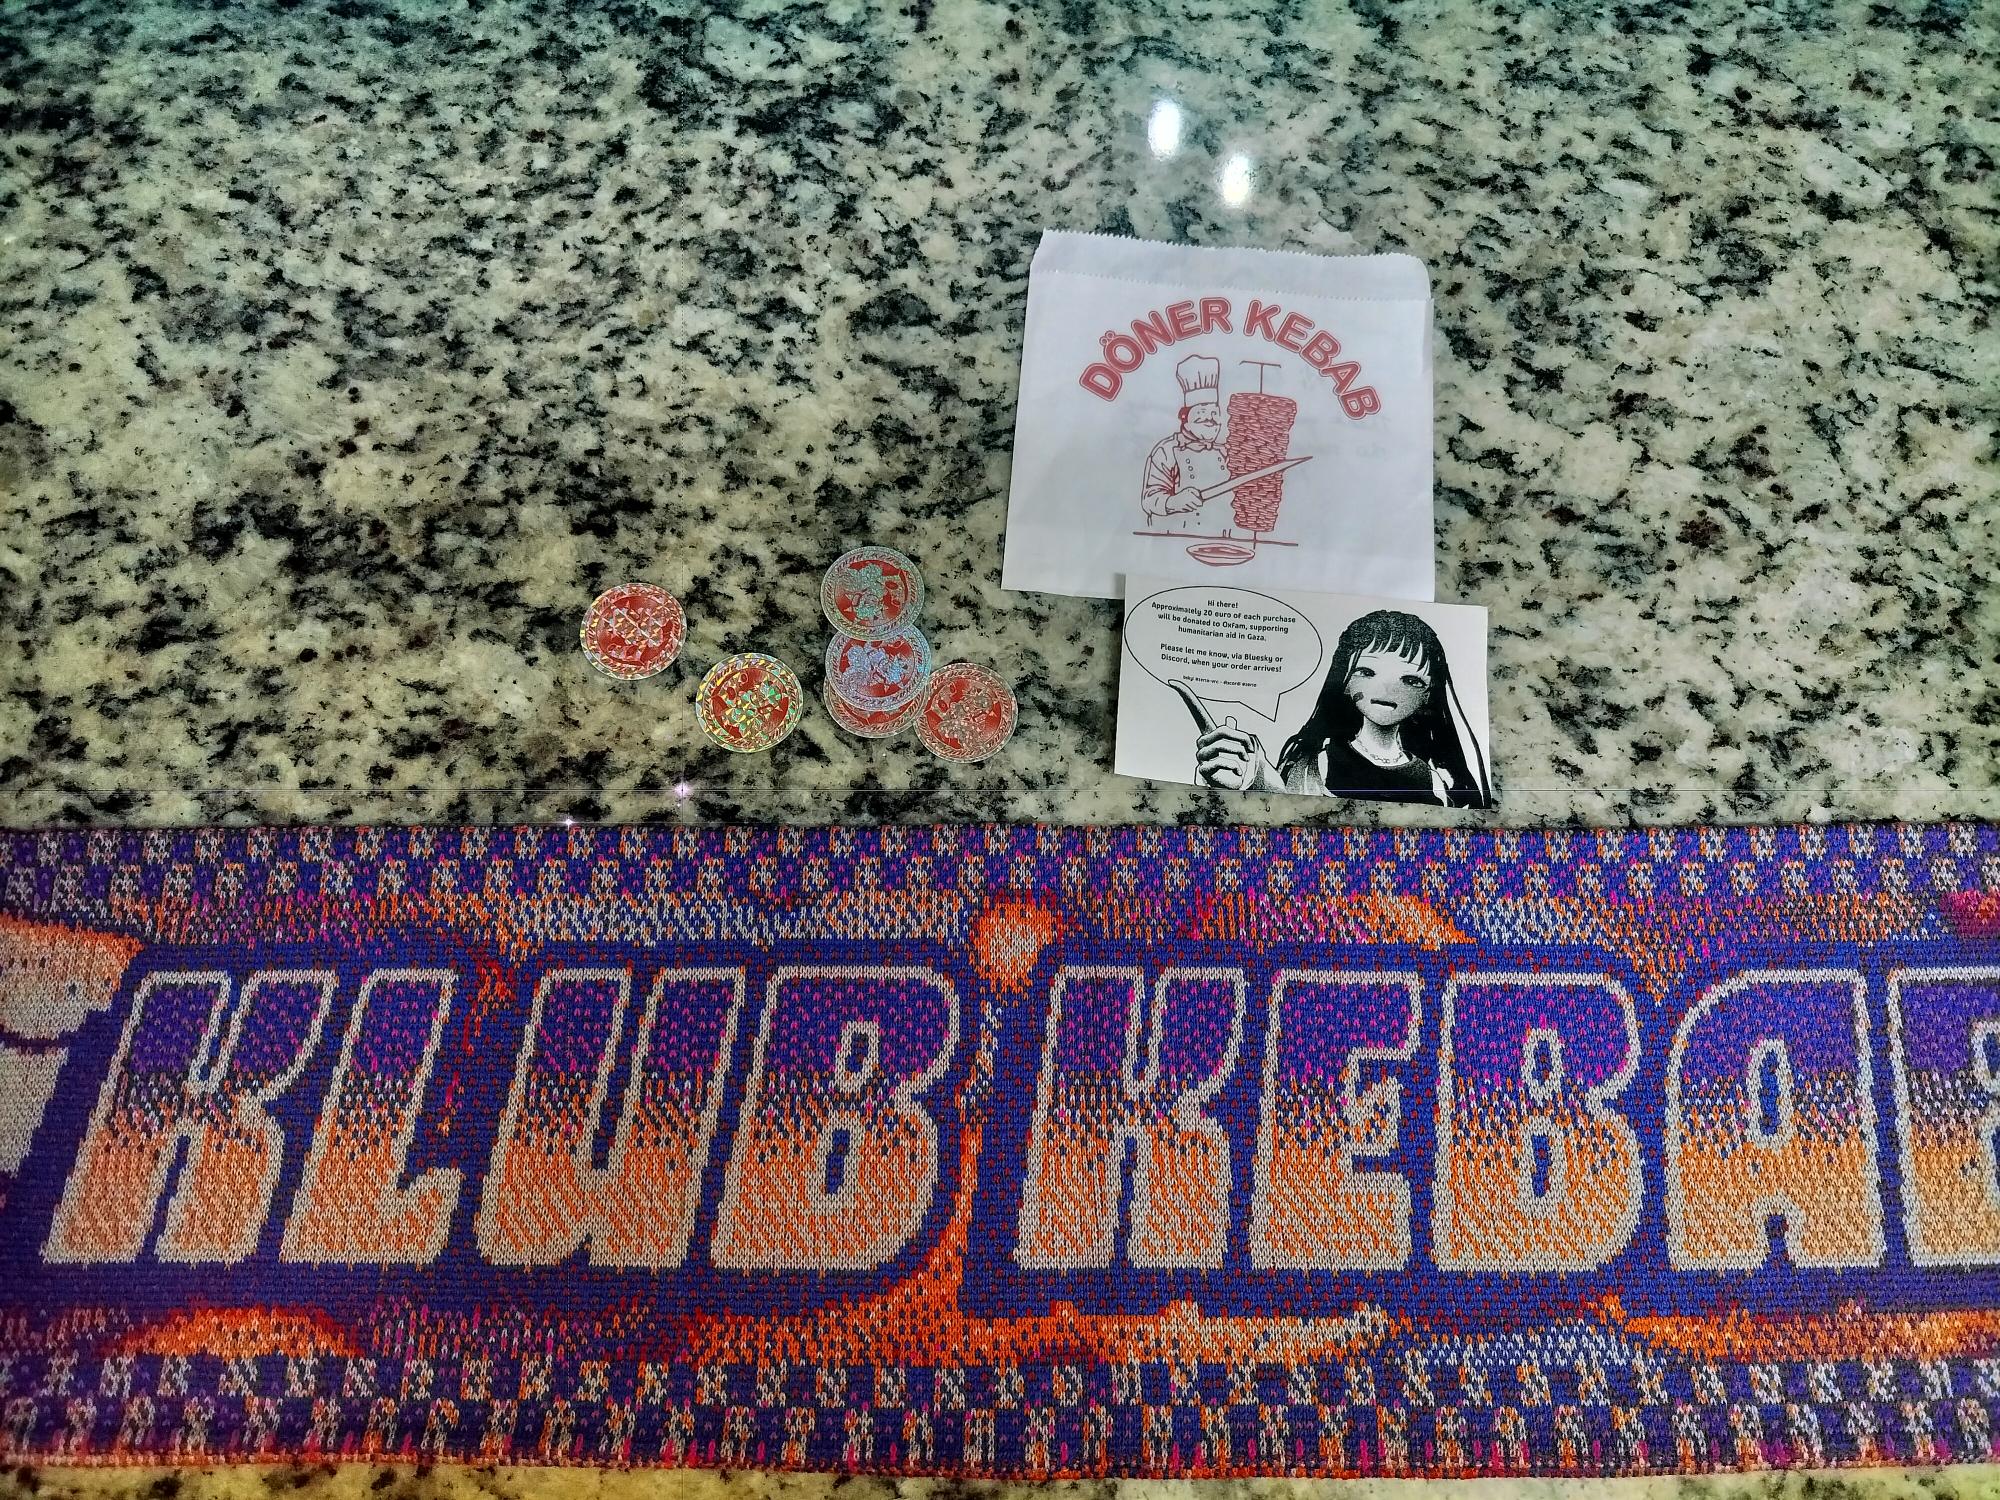 DÖNER KEBAB
Hi there!
Approximately 20 euro of each purchase
will be donated to Oxfam, supporting
humanitarian aid in Gaza.
Please let me know, via Bluesky or
Discord, when your order arrives!
KLUB KEBAB